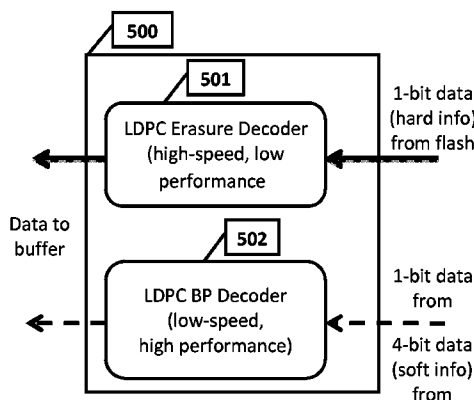 500
501
LDPC Erasure Decoder
(high-speed, low
performance
1-bit data
(hard info)
from flash
Data to
buffer
502
LDPC BP Decoder
(low-speed,
high performance)
1-bit data
from
4-bit data
(soft info)
from